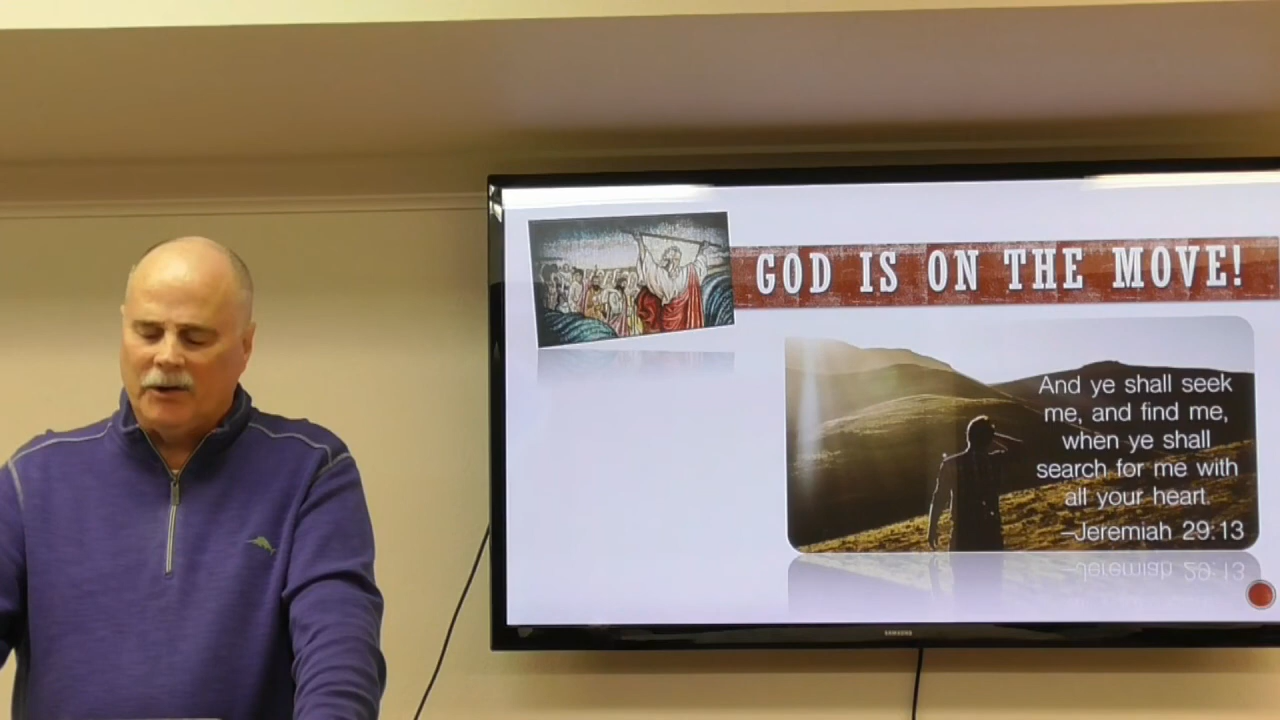 GOD IS ON THE MOVE!
And ye shall seek
me, and find me,
when ye shall
search for me with
all your heart.
–Jeremiah 29:13
SAMSUNG